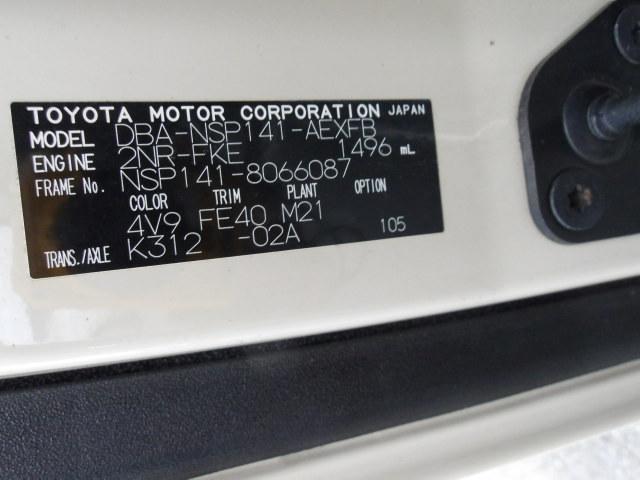 TOYOTA MOTOR CORPORATION JAPAN
MODEL DBA-NSP141-AEXFB
ENGINE 2NR-FKE 1496 mL
FRAME No. NSP141-8066087
COLOR TRIM PLANT OPTION
4V9 FE40 M21
TRANS./AXLE K312 -02A 105